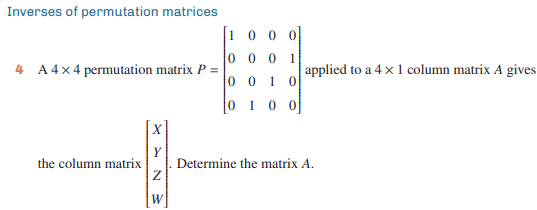 Inverses of permutation matrices
4 A 4 × 4 permutation matrix P = [1 0 0 0
0 0 0 1
0 0 1 0
0 1 0 0] applied to a 4 × 1 column matrix A gives
the column matrix [X
Y
Z
W]. Determine the matrix A.